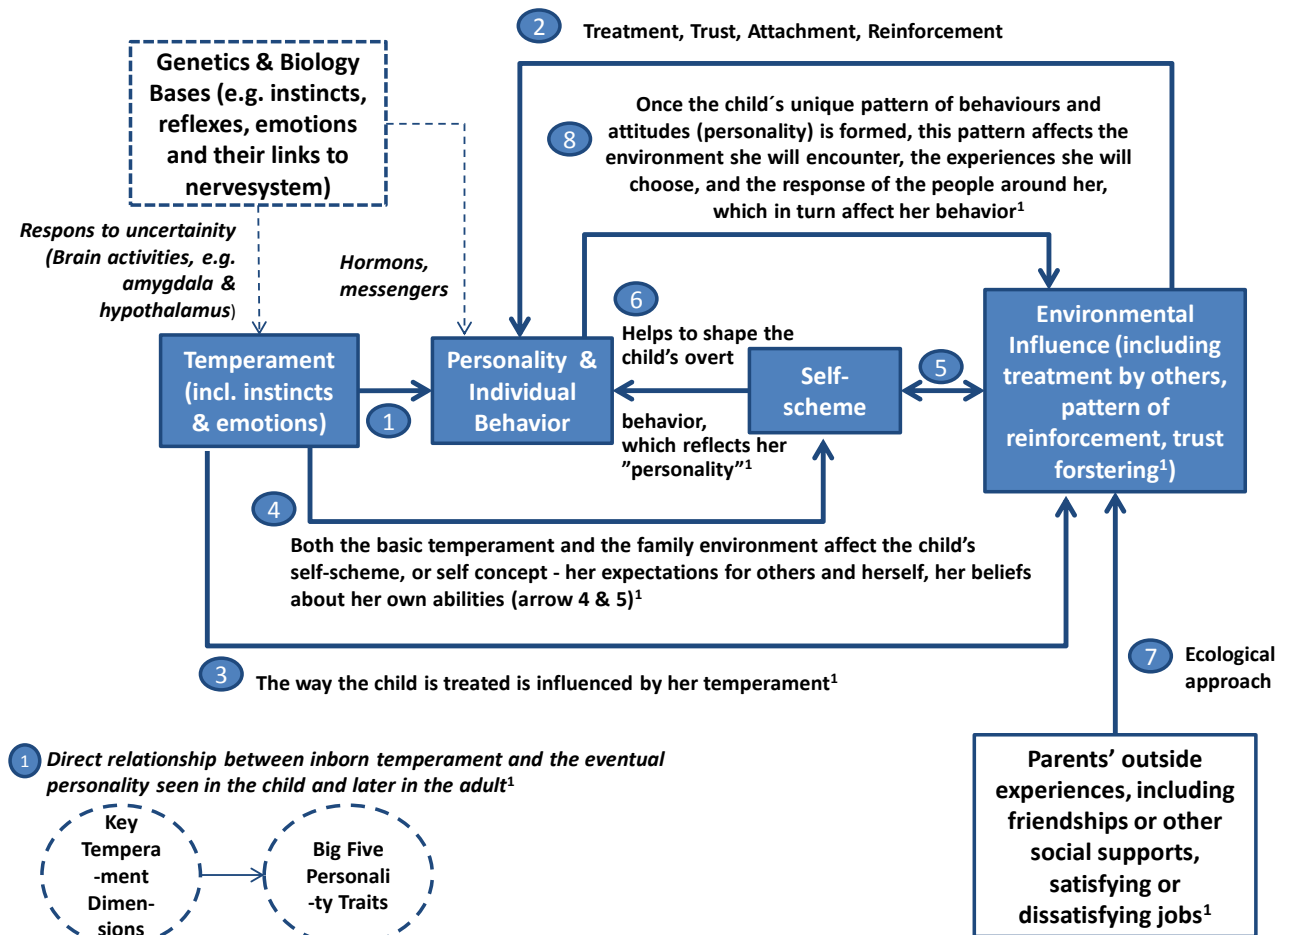 2
Treatment, Trust, Attachment, Reinforcement
Genetics & Biology
Bases (e.g. instincts,
reflexes, emotions
and their links to
nervesystem)
8
Once the child´s unique pattern of behaviours and
attitudes (personality) is formed, this pattern affects the
environment she will encounter, the experiences she will
choose, and the response of the people around her,
which in turn affect her behavior¹
Respons to uncertainity
(Brain activities, e.g.
amygdala &
hypothalamus)
Hormons,
messengers
6
Helps to shape the
child's overt
behavior,
which reflects her
"personality"¹
Temperament
(incl. instincts
& emotions)
1
Personality &
Individual
Behavior
Self-
scheme
5
Environmental
Influence (including
treatment by others,
pattern of
reinforcement, trust
forstering¹)
4
Both the basic temperament and the family environment affect the child's
self-scheme, or self concept - her expectations for others and herself, her beliefs
about her own abilities (arrow 4 & 5)¹
3
The way the child is treated is influenced by her temperament¹
7
Ecological
approach
1
Direct relationship between inborn temperament and the eventual
personality seen in the child and later in the adult¹
Key
Tempera
-ment
Dimen-
sions
Big Five
Personali
-ty Traits
Parents' outside
experiences, including
friendships or other
social supports,
satisfying or
dissatisfying jobs¹